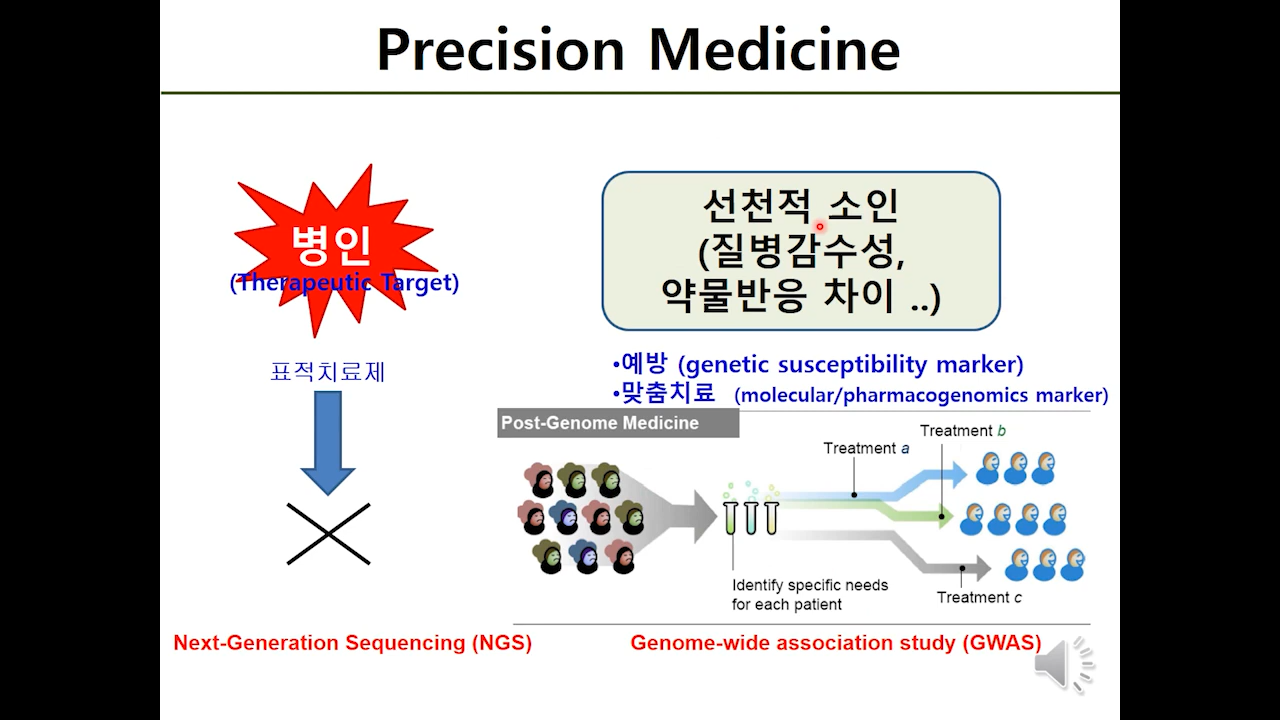 Precision Medicine
병인
(Therapeutic Target)
표적치료제
Next-Generation Sequencing (NGS)
선천적 소인
(질병감수성,
약물반응 차이 ..)
•예방 (genetic susceptibility marker)
•맞춤치료 (molecular/pharmacogenomics marker)
Post-Genome Medicine
Treatment a
Treatment b
Identify specific needs
for each patient
Treatment c
Genome-wide association study (GWAS)